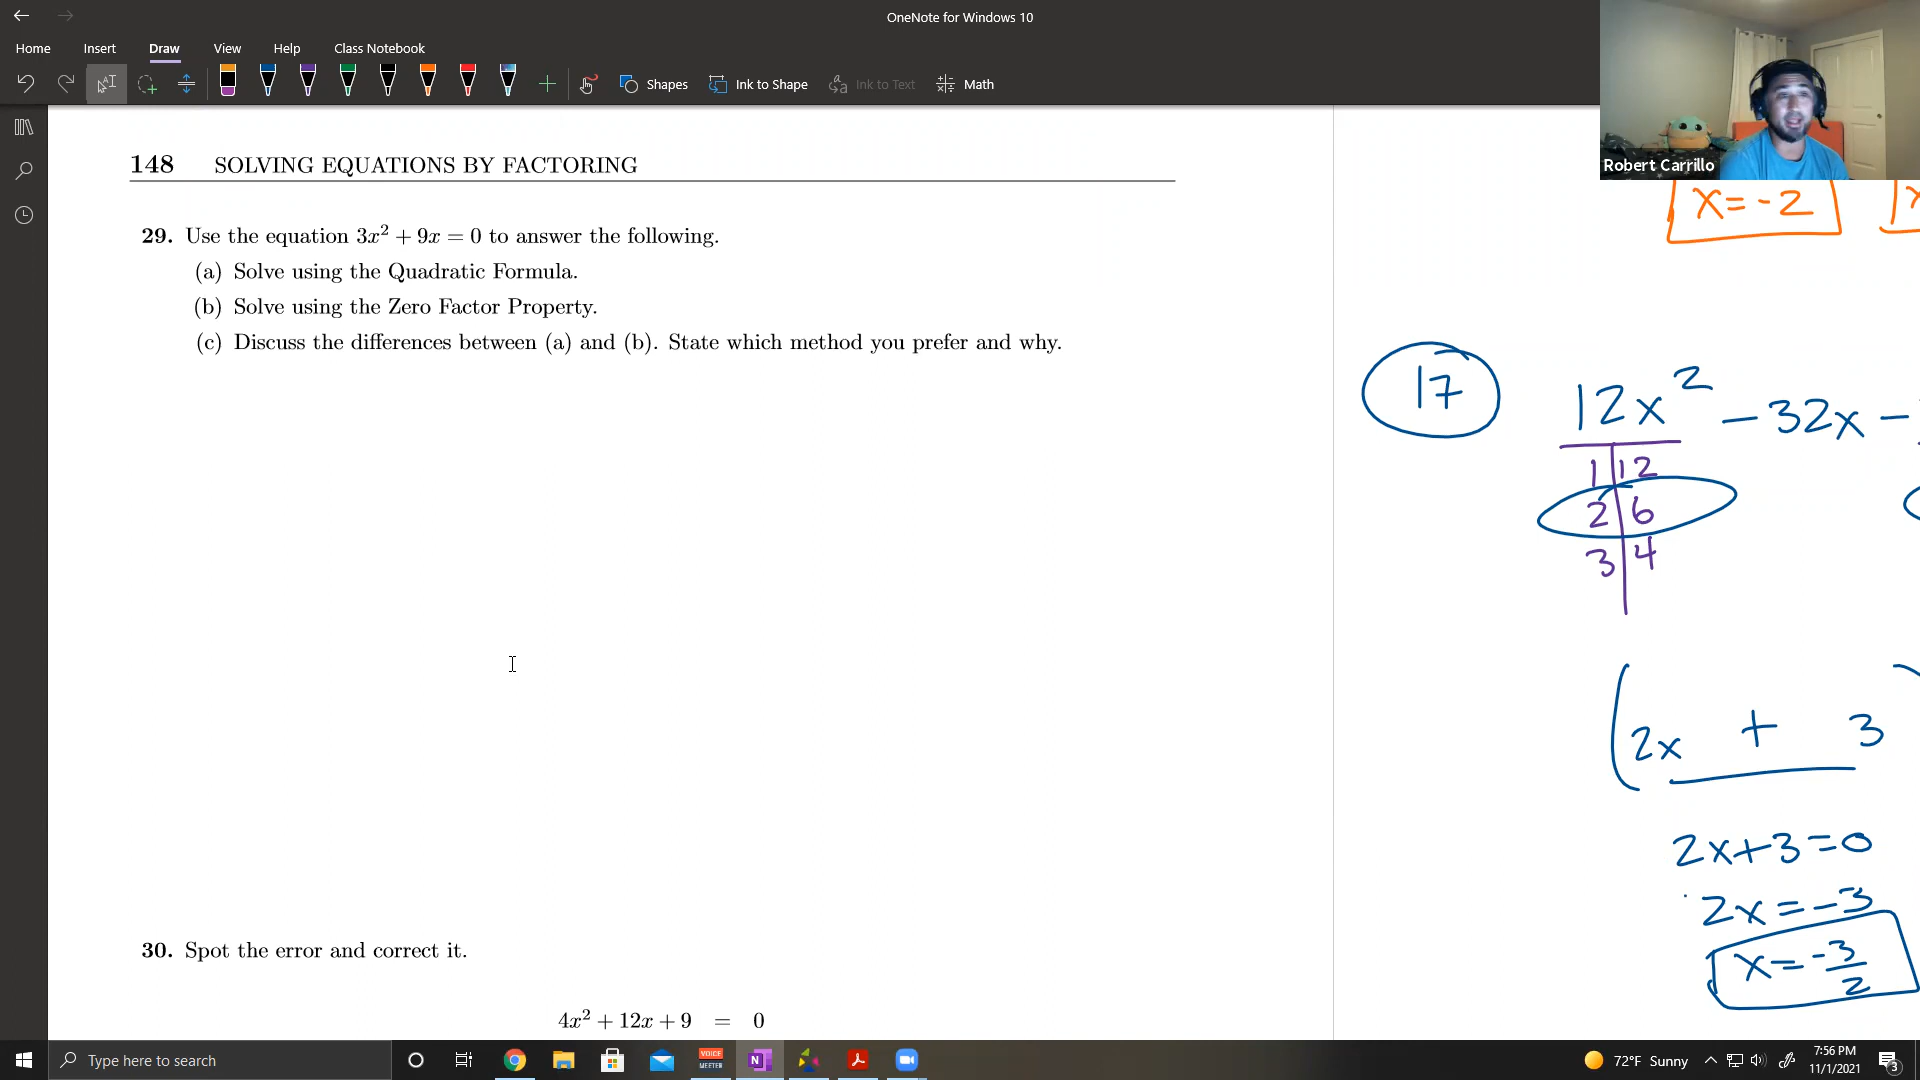 OneNote for Windows 10
Home Insert Draw View Help Class Notebook
Shapes Ink to Shape Ink to Text Math
Robert Carrillo
148 SOLVING EQUATIONS BY FACTORING
29. Use the equation 3x² + 9x = 0 to answer the following.
(a) Solve using the Quadratic Formula.
(b) Solve using the Zero Factor Property.
(c) Discuss the differences between (a) and (b). State which method you prefer and why.
30. Spot the error and correct it.
4x² + 12x + 9 = 0
x = -2
17 12x² - 32x -
1 12
2 6
3 4
(2x + 3
2x+3=0
2x=-3
x=-3/2
Type here to search
VOICE
MEETER
72°F Sunny
7:56 PM
11/1/2021
3